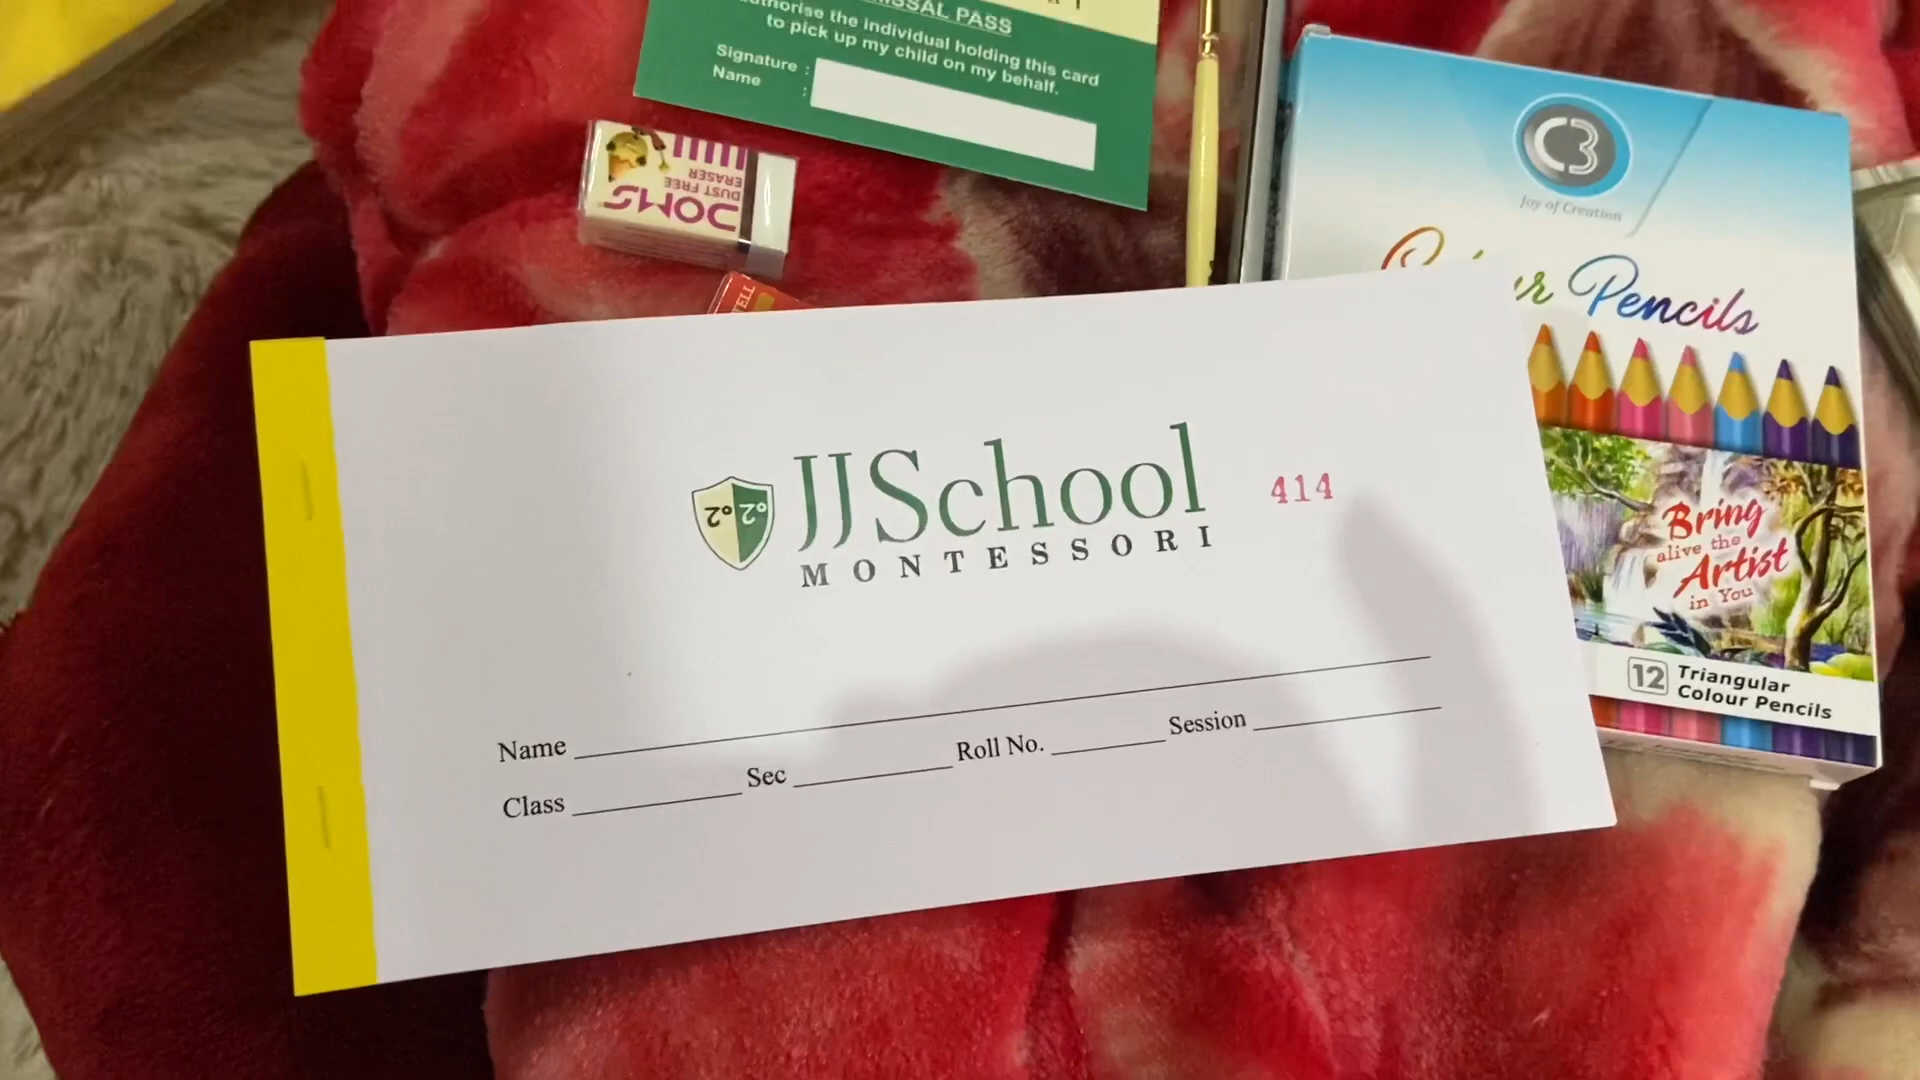 SSAL PASS
thorise the individual holding this card
to pick up my child on my behalf.
Signature :
Name :
DOMS
DUST FREE
ERASER
C3
Joy of Creation
Pencils
Bring
alive the
Artist
in You
12 Triangular
Colour Pencils
JJSchool 414
MONTESSORI
Name
Class Sec Roll No. Session